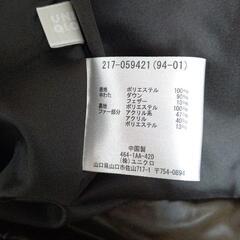 UNI
QLO
217-059421(94-01)
表地 ポリエステル 100%
中わた ダウン 90%
フェザー 10%
裏地 ポリエステル 100%
ファー部分 アクリル系 47%
アクリル 40%
ポリエステル 13%
中国製
464-1AA-420
(株)ユニクロ
山口県山口市佐山717-1 〒754-0894